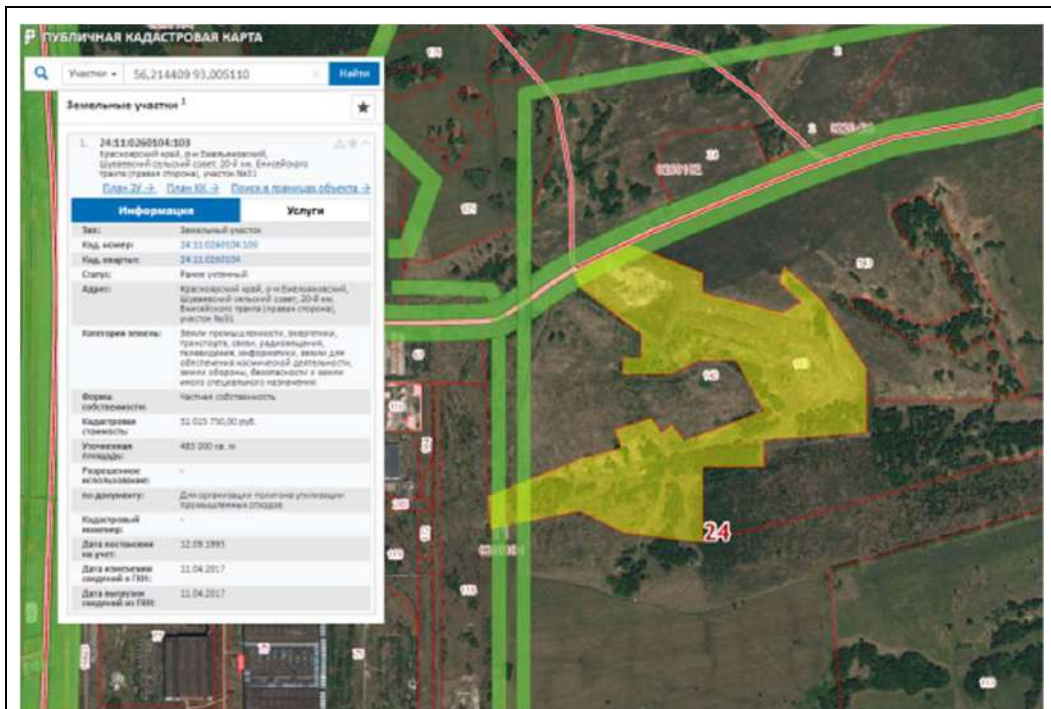 ПУБЛИЧНАЯ КАДАСТРОВАЯ КАРТА
Участки 56,214409 93,005110 × Найти
Земельные участки 1
1. 24:11:0260104:103
Красноярский край, р-н Емельяновский,
Шуваевский сельский совет, 20-й км. Енисейского
тракта (правая сторона), участок №31
План ЗУ → План КК → Поиск в границах объекта →
Информация Услуги
Тип: Земельный участок
Кад. номер: 24:11:0260104:103
Кад. квартал: 24:11:0260104
Статус: Ранее учтенный
Адрес: Красноярский край, р-н Емельяновский,
Шуваевский сельский совет, 20-й км.
Енисейского тракта (правая сторона),
участок №31
Категория земель: Земли промышленности, энергетики,
транспорта, связи, радиовещания,
телевидения, информатики, земли для
обеспечения космической деятельности,
земли обороны, безопасности и земли
иного специального назначения
Форма собственности: Частная собственность
Кадастровая стоимость: 31 015 750,00 руб.
Уточненная площадь: 485 000 кв. м
Разрешенное использование: -
по документу: Для организации полигона утилизации
промышленных отходов
Кадастровый инженер: -
Дата постановки на учет: 12.09.1995
Дата изменения сведений в ГКН: 11.04.2017
Дата выгрузки сведений из ГКН: 11.04.2017
24